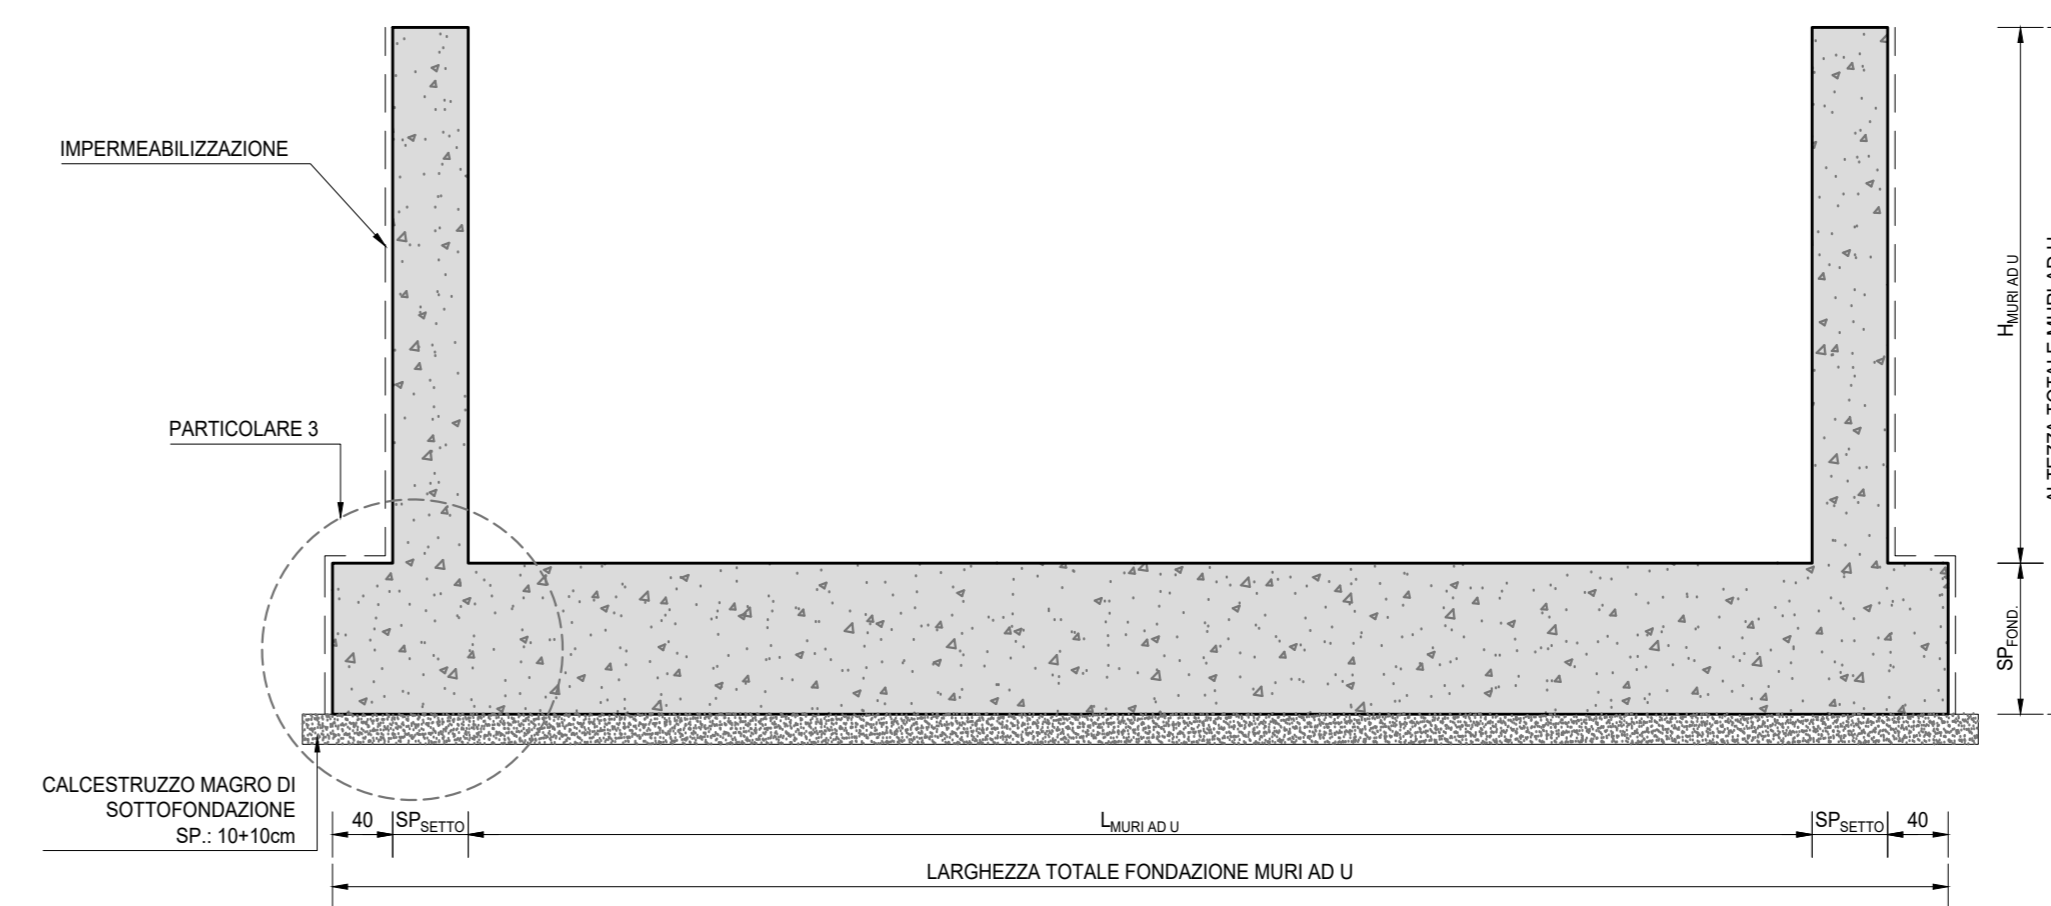 IMPERMEABILIZZAZIONE
PARTICOLARE 3
CALCESTRUZZO MAGRO DI
SOTTOFONDAZIONE
SP.: 10+10cm
H MURI AD U
SP FOND.
40 SP SETTO L MURI AD U SP SETTO 40
LARGHEZZA TOTALE FONDAZIONE MURI AD U